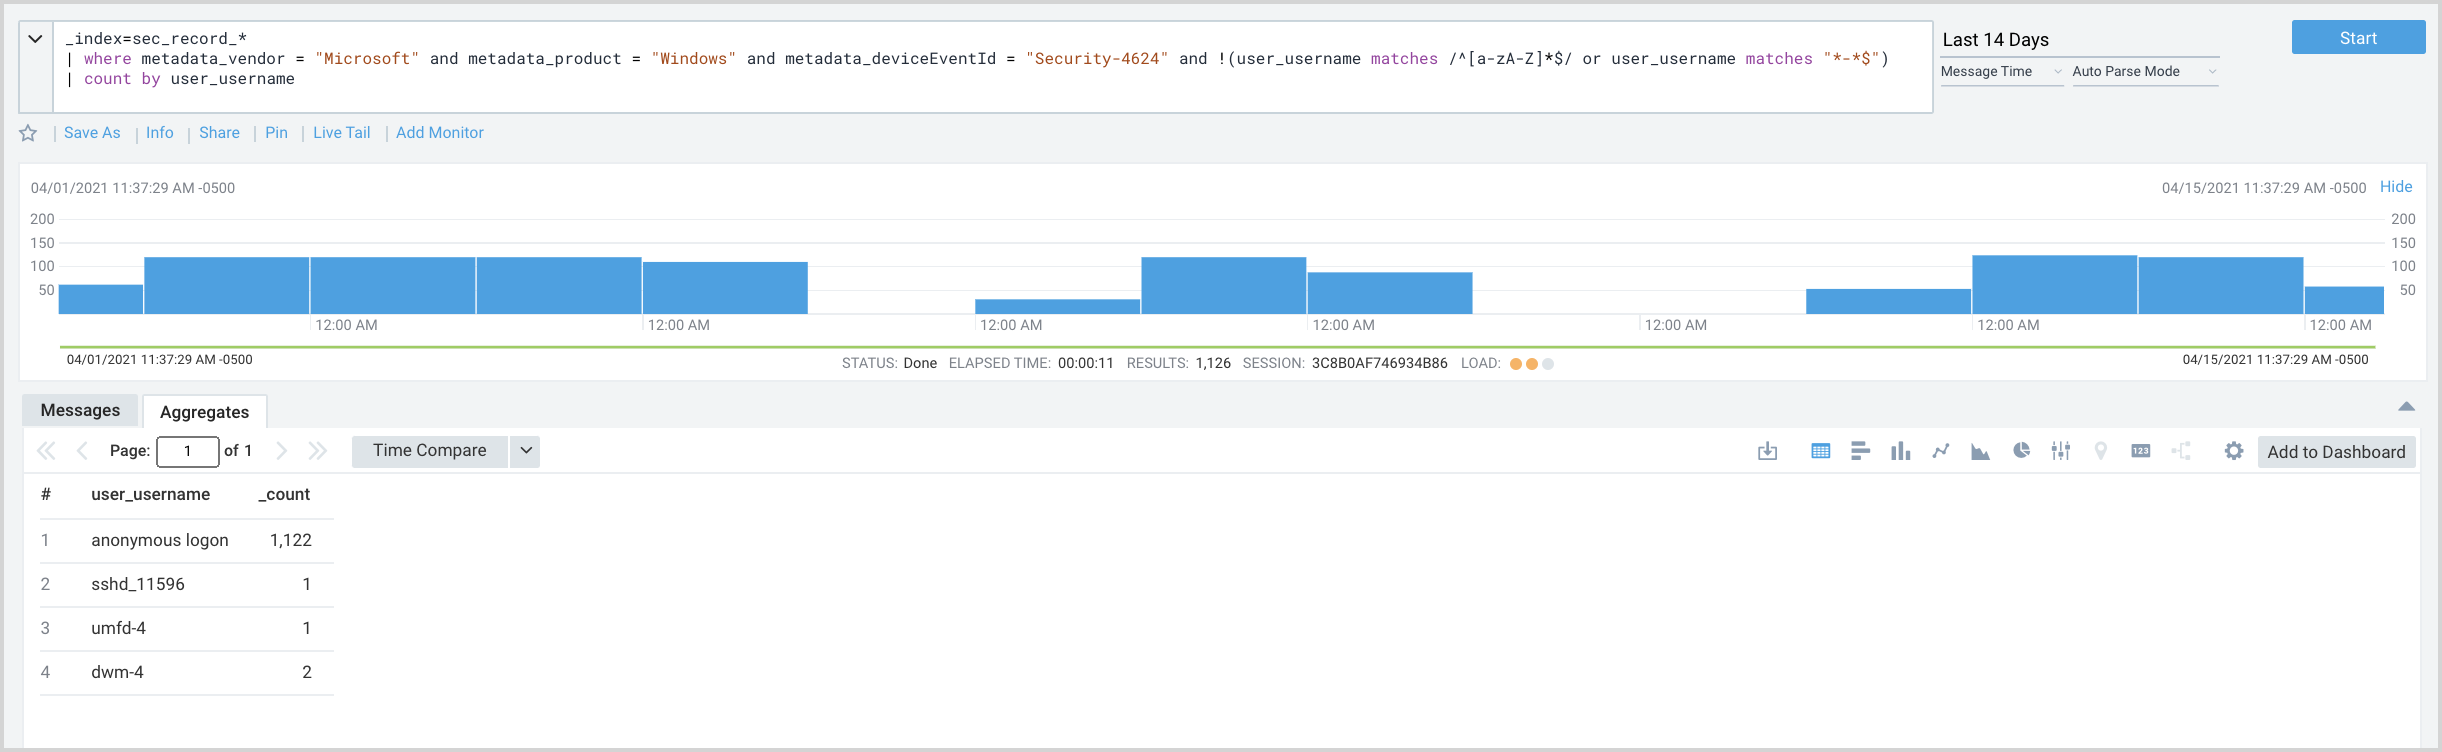 _index=sec_record_*
| where metadata_vendor = "Microsoft" and metadata_product = "Windows" and metadata_deviceEventId = "Security-4624" and !(user_username matches /^[a-zA-Z]*$/ or user_username matches "*-*$")
| count by user_username
Last 14 Days
Start
Message Time
Auto Parse Mode
Save As | Info | Share | Pin | Live Tail | Add Monitor
04/01/2021 11:37:29 AM -0500
04/15/2021 11:37:29 AM -0500 Hide
200 200
150 150
100 100
50 50
12:00 AM 12:00 AM 12:00 AM 12:00 AM 12:00 AM 12:00 AM 12:00 AM
04/01/2021 11:37:29 AM -0500
STATUS: Done ELAPSED TIME: 00:00:11 RESULTS: 1,126 SESSION: 3C8B0AF746934B86 LOAD:
04/15/2021 11:37:29 AM -0500
Messages Aggregates
Page: 1 of 1 Time Compare 123 Add to Dashboard
# user_username _count
1 anonymous logon 1,122
2 sshd_11596 1
3 umfd-4 1
4 dwm-4 2